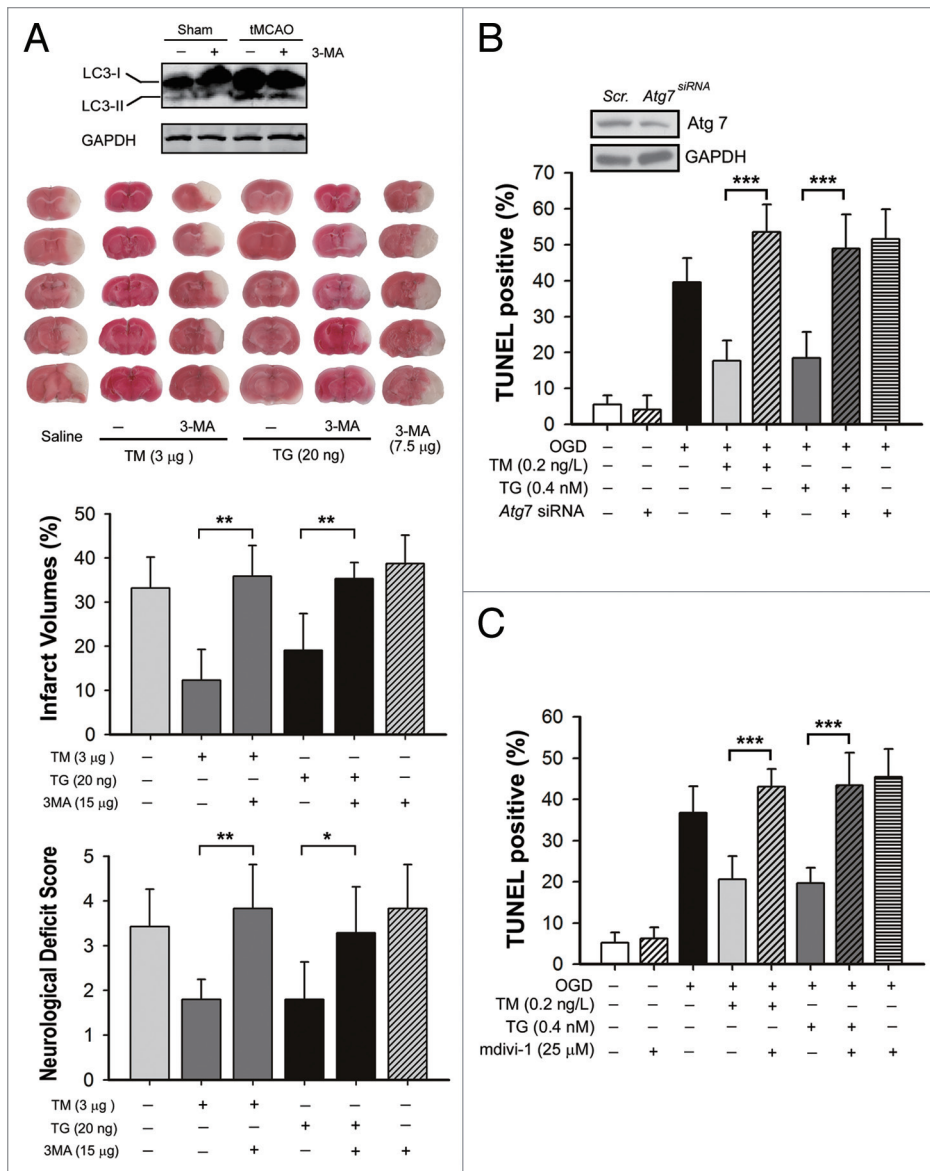 A
Sham tMCAO
– + – + 3-MA
LC3-I
LC3-II
GAPDH
Saline – 3-MA – 3-MA 3-MA (7.5 μg)
TM (3 μg ) TG (20 ng)
Infarct Volumes (%)
50
40
30
20
10
0
** **
TM (3 μg ) – + + – – –
TG (20 ng) – – – + + –
3MA (15 μg) – – + – + +
Neurological Deficit Score
5
4
3
2
1
0
** *
TM (3 μg ) – + + – – –
TG (20 ng) – – – + + –
3MA (15 μg) – – + – + +
B
Scr. Atg7 siRNA
Atg 7
GAPDH
TUNEL positive (%)
70
60
50
40
30
20
10
0
*** ***
OGD – – + + + + + +
TM (0.2 ng/L) – – – + + – – –
TG (0.4 nM) – – – – – + + –
Atg7 siRNA – + – – + – + +
C
TUNEL positive (%)
60
50
40
30
20
10
0
*** ***
OGD – – + + + + + +
TM (0.2 ng/L) – – – + + – – –
TG (0.4 nM) – – – – – + + –
mdivi-1 (25 μM) – + – – + – + +